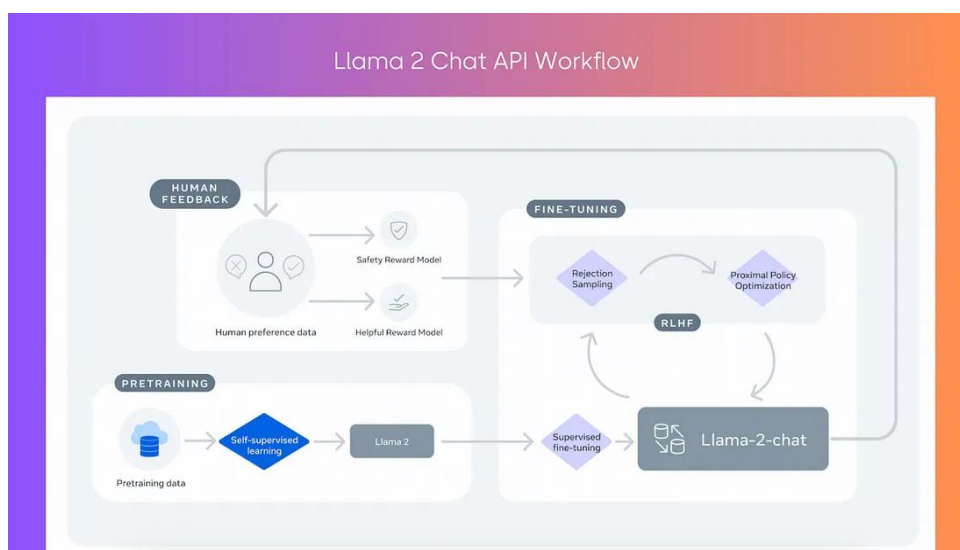 Llama 2 Chat API Workflow
HUMAN
FEEDBACK
Safety Reward Model
Human preference data
Helpful Reward Model
FINE-TUNING
Rejection
Sampling
Proximal Policy
Optimization
RLHF
PRETRAINING
Pretraining data
Self-supervised
learning
Llama 2
Supervised
fine-tuning
Llama-2-chat